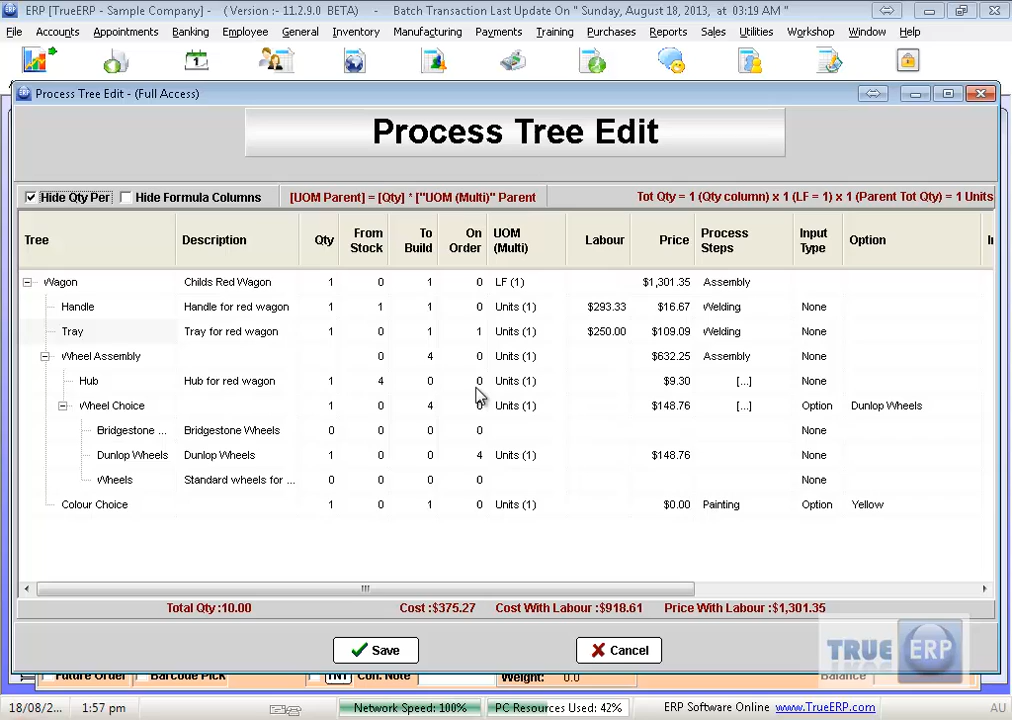 ERP [TrueERP - Sample Company] - ( Version : - 11.2.9.0 BETA) - Batch Transaction Last Update On " Sunday, August 18, 2013, at 03:19 AM "
File Accounts Appointments Banking Employee General Inventory Manufacturing Payments Training Purchases Reports Sales Utilities Workshop Window Help
Process Tree Edit - (Full Access)
Process Tree Edit
Hide Qty Per Hide Formula Columns [UOM Parent] = [Qty] * ["UOM (Multi)" Parent Tot Qty = 1 (Qty column) x 1 (LF = 1) x 1 (Parent Tot Qty) = 1 Units
Tree Description Qty From Stock To Build On Order UOM (Multi) Labour Price Process Steps Input Type Option
Wagon Childs Red Wagon 1 0 1 0 LF (1) $1,301.35 Assembly
Handle Handle for red wagon 1 1 1 0 Units (1) $293.33 $16.67 Welding None
Tray Tray for red wagon 1 0 1 1 Units (1) $250.00 $109.09 Welding None
Wheel Assembly 0 4 0 Units (1) $632.25 Assembly None
Hub Hub for red wagon 1 4 0 0 Units (1) $9.30 [...] None
Wheel Choice 1 0 4 0 Units (1) $148.76 [...] Option Dunlop Wheels
Bridgestone ... Bridgestone Wheels 0 0 0 0 None
Dunlop Wheels Dunlop Wheels 1 0 0 4 Units (1) $148.76 None
Wheels Standard wheels for ... 0 0 0 0 None
Colour Choice 1 0 1 0 Units (1) $0.00 Painting Option Yellow
Total Qty :10.00 Cost :$375.27 Cost With Labour :$918.61 Price With Labour :$1,301.35
Save Cancel
TRUE ERP
Future Order Barcode Pick TNT Con. Note Weight: 0.0 Balance
18/08/2... 1:57 pm Network Speed: 100% PC Resources Used: 42% ERP Software Online www.TrueERP.com AU